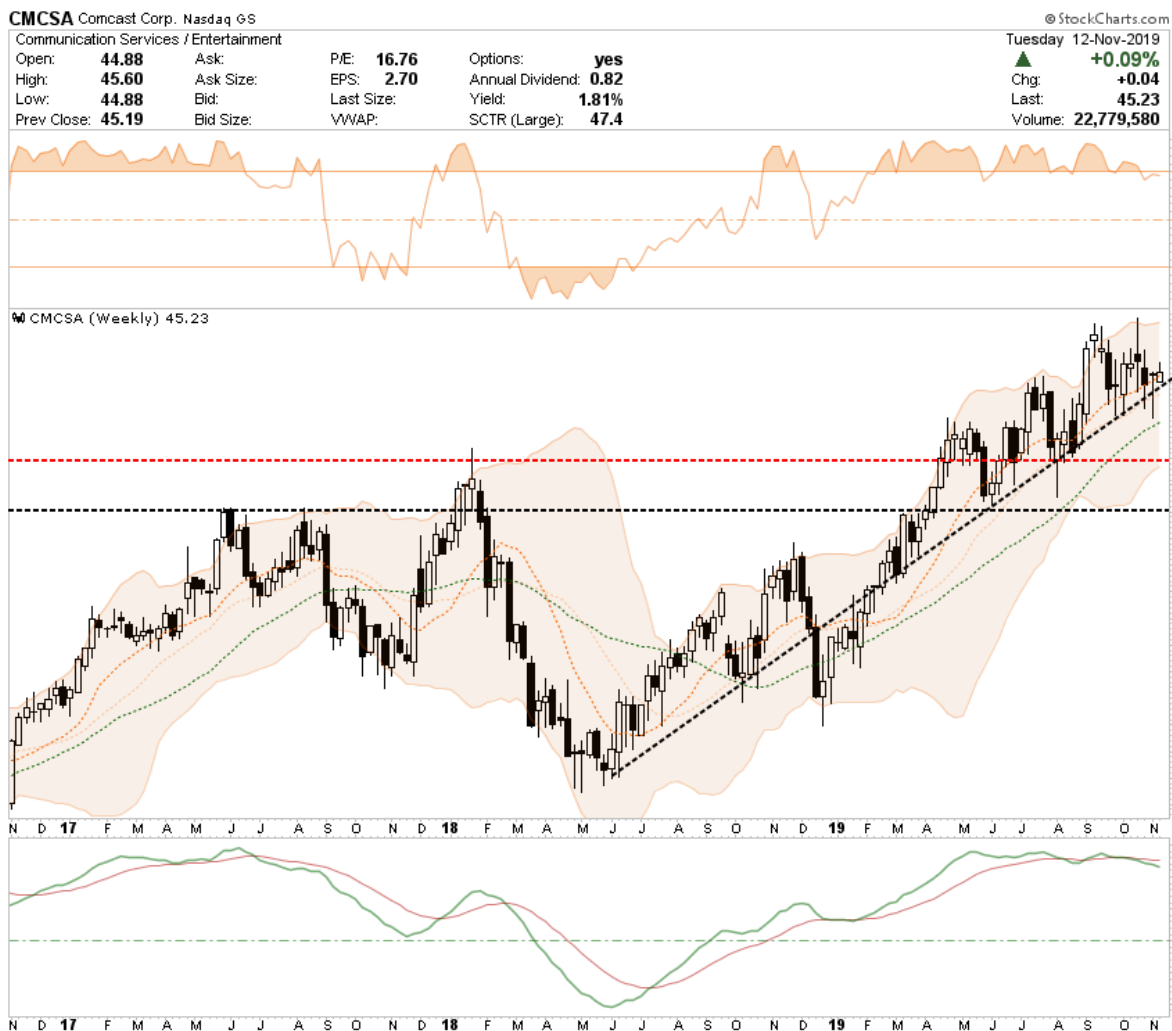 CMCSA Comcast Corp. Nasdaq GS @StockCharts.com
Communication Services / Entertainment Tuesday 12-Nov-2019
Open: 44.88 Ask: P/E: 16.76 Options: yes +0.09%
High: 45.60 Ask Size: EPS: 2.70 Annual Dividend: 0.82 Chg: +0.04
Low: 44.88 Bid: Last Size: Yield: 1.81% Last: 45.23
Prev Close: 45.19 Bid Size: VWAP: SCTR (Large): 47.4 Volume: 22,779,580
CMCSA (Weekly) 45.23
N D 17 F M A M J J A S O N D 18 F M A M J J A S O N D 19 F M A M J J A S O N
N D 17 F M A M J J A S O N D 18 F M A M J J A S O N D 19 F M A M J J A S O N